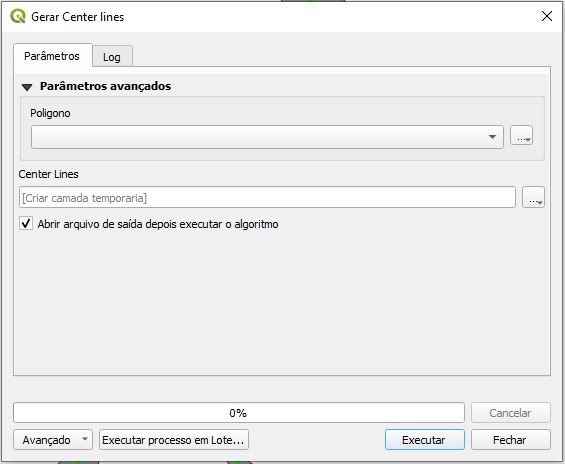 Gerar Center lines
Parâmetros
Log
Parâmetros avançados
Poligono
...
Center Lines
[Criar camada temporaria]
...
Abrir arquivo de saída depois executar o algoritmo
0%
Cancelar
Avançado
Executar processo em Lote...
Executar
Fechar